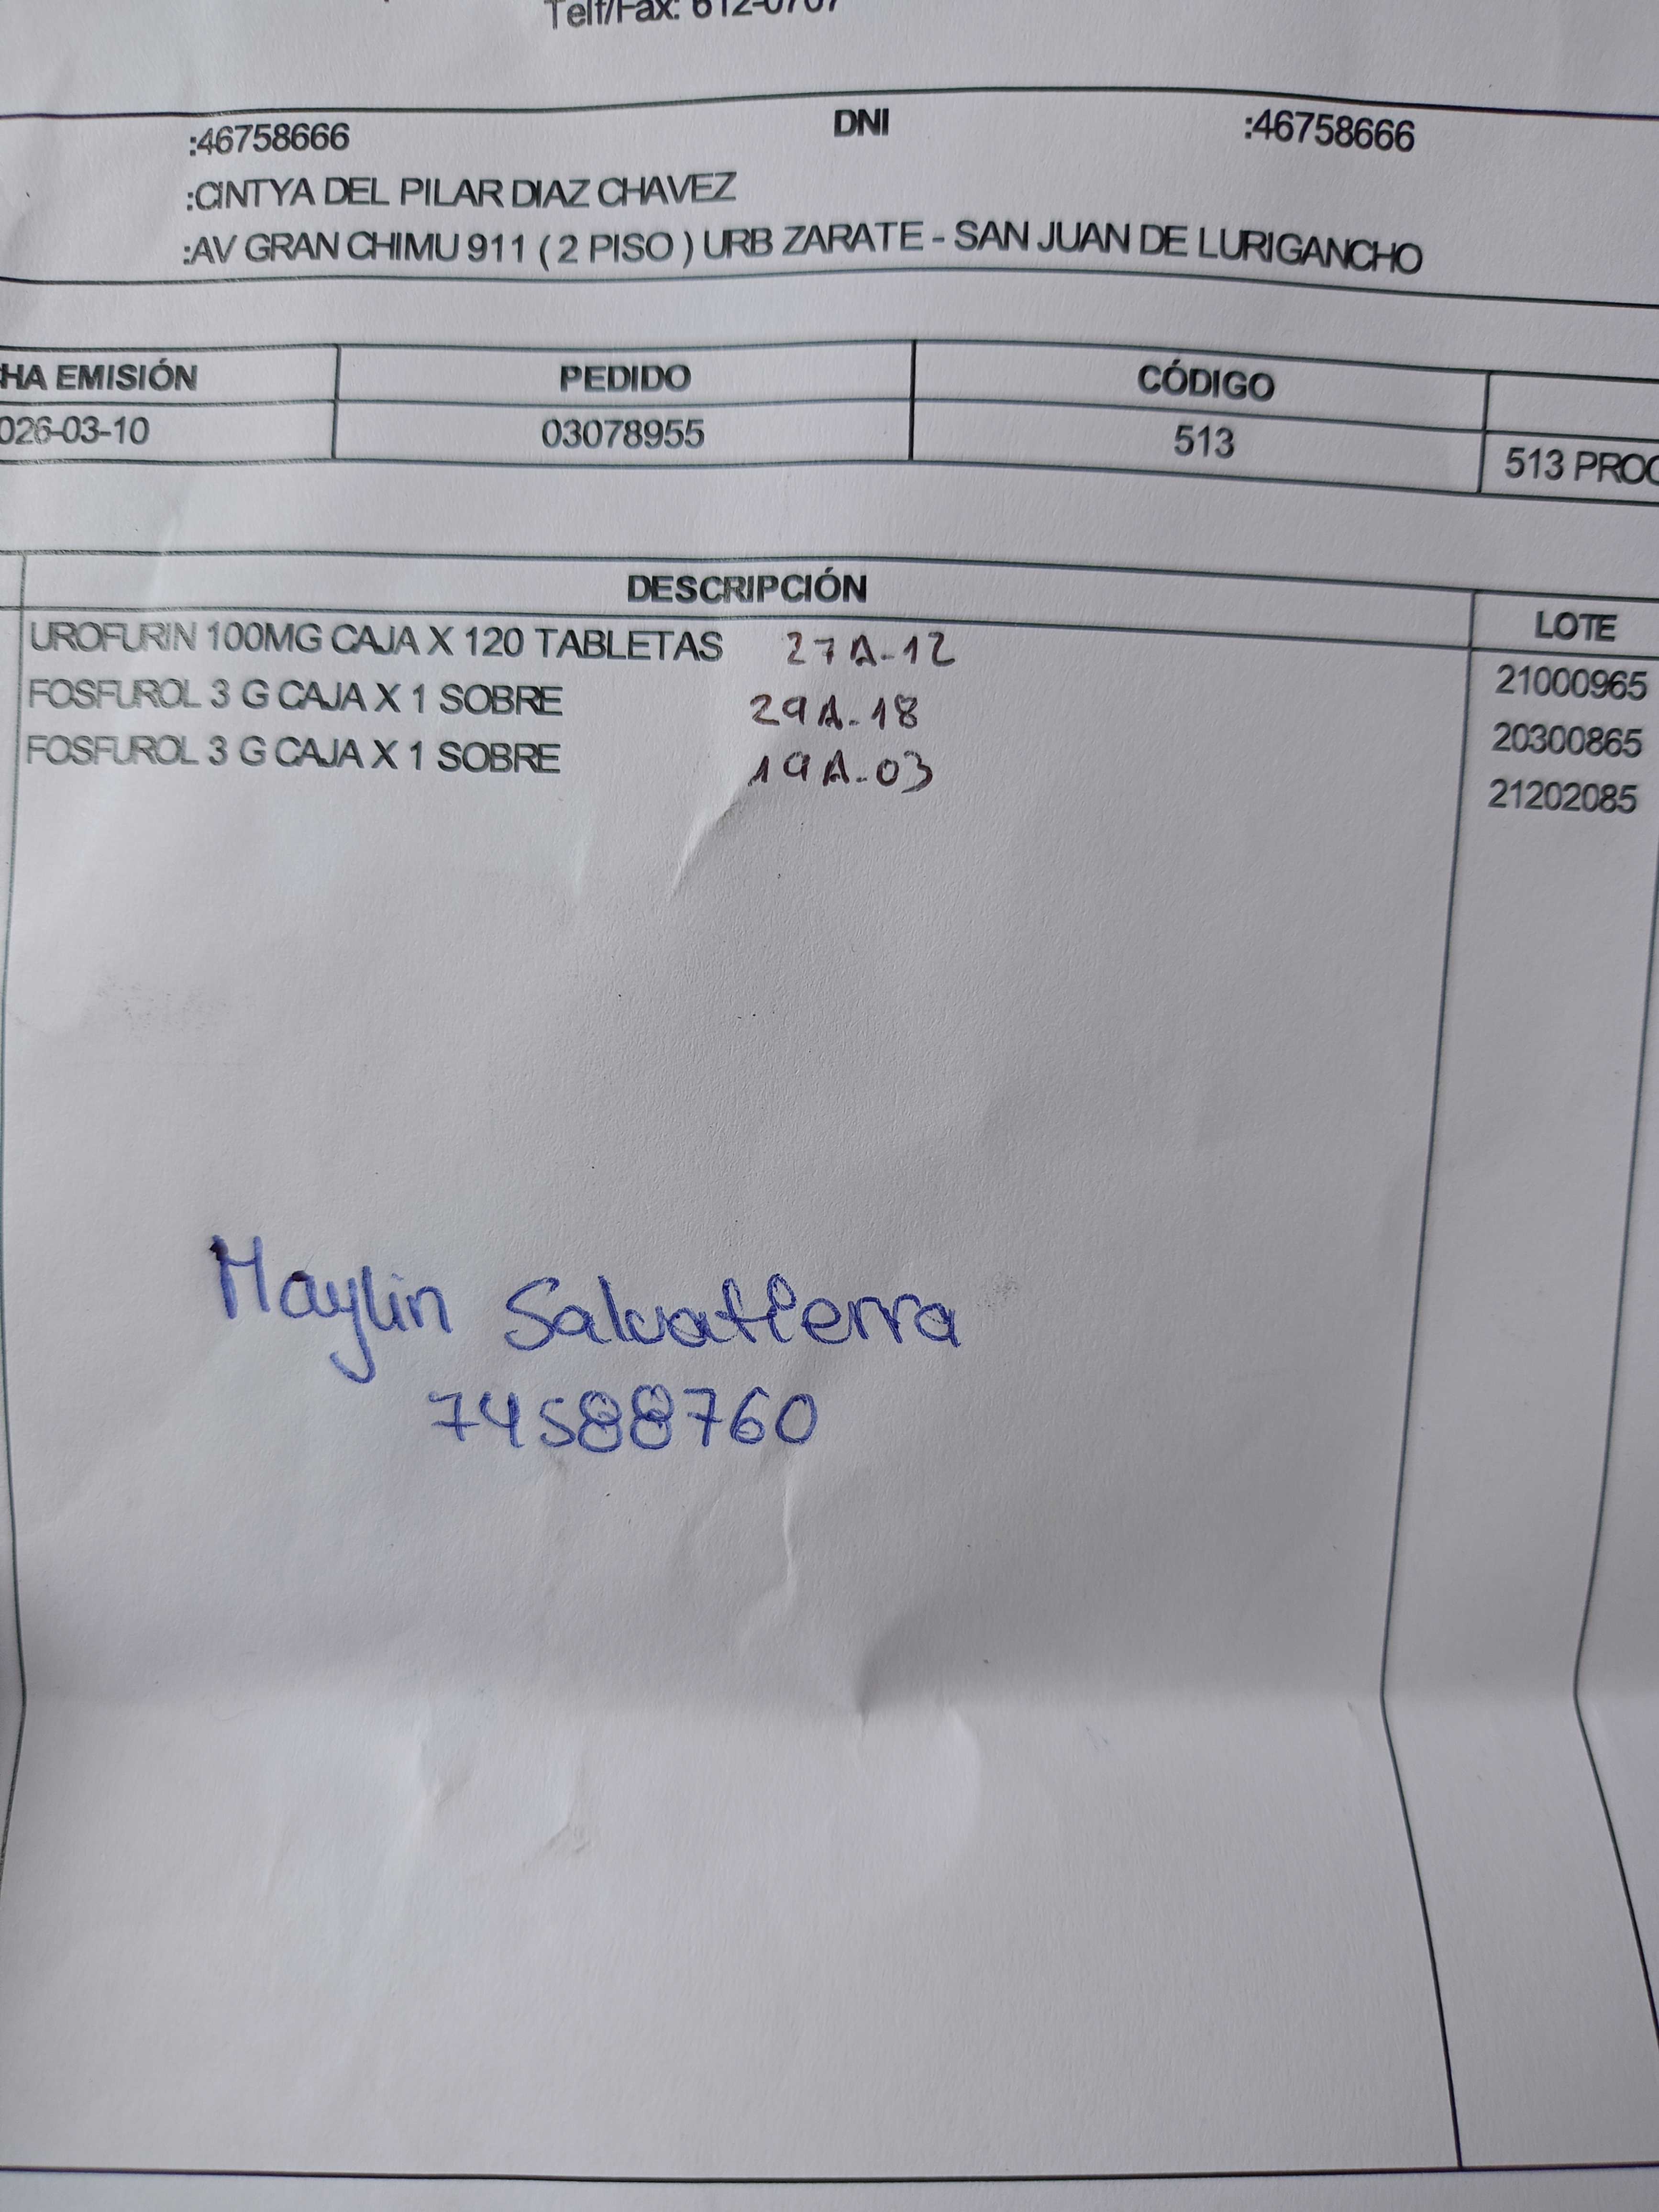 Telf/Fax: 612-0707
:46758666 DNI :46758666
:CINTYA DEL PILAR DIAZ CHAVEZ
:AV GRAN CHIMU 911 ( 2 PISO ) URB ZARATE - SAN JUAN DE LURIGANCHO
HA EMISIÓN PEDIDO CÓDIGO
026-03-10 03078955 513 513 PROC
DESCRIPCIÓN LOTE
UROFURIN 100MG CAJA X 120 TABLETAS 27A-12 21000965
FOSFUROL 3 G CAJA X 1 SOBRE 29A-18 20300865
FOSFUROL 3 G CAJA X 1 SOBRE 19A-03 21202085
Maylin Salvatierra
74588760